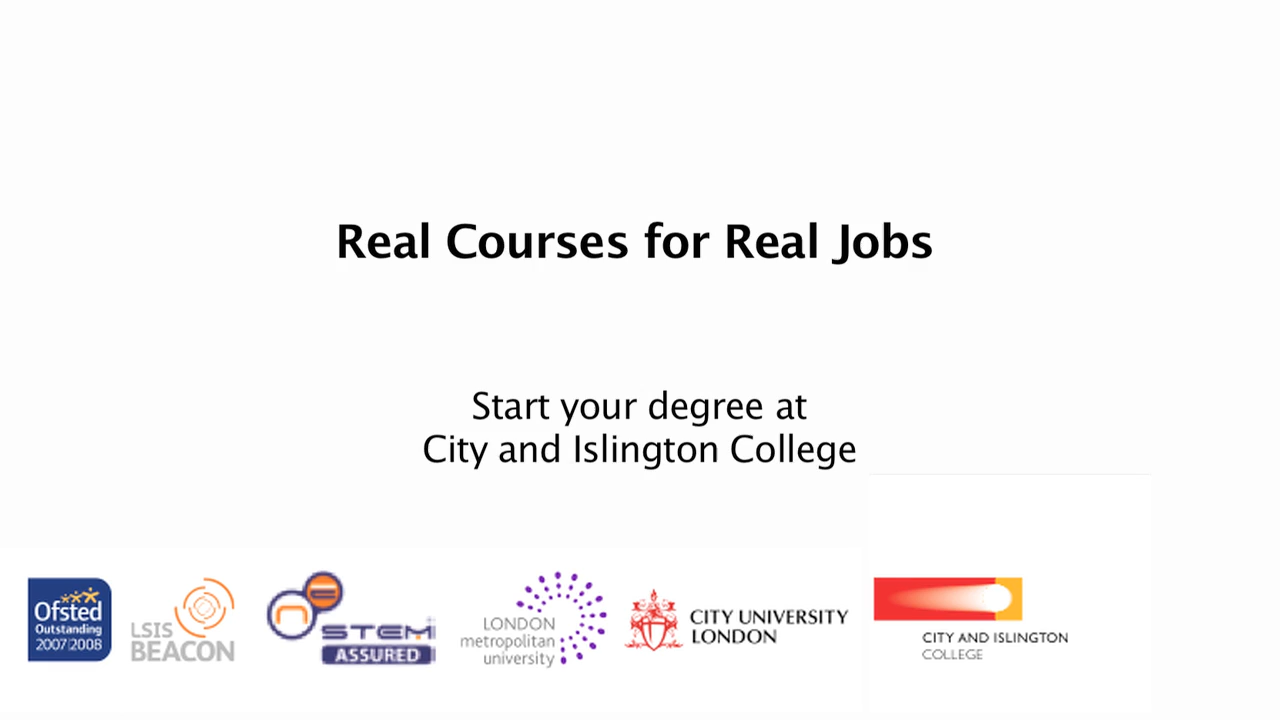 Real Courses for Real Jobs
Start your degree at
City and Islington College
Ofsted
Outstanding
2007|2008
LSIS
BEACON
ne
STEM
ASSURED
LONDON
metropolitan
university
CITY UNIVERSITY
LONDON
CITY AND ISLINGTON
COLLEGE